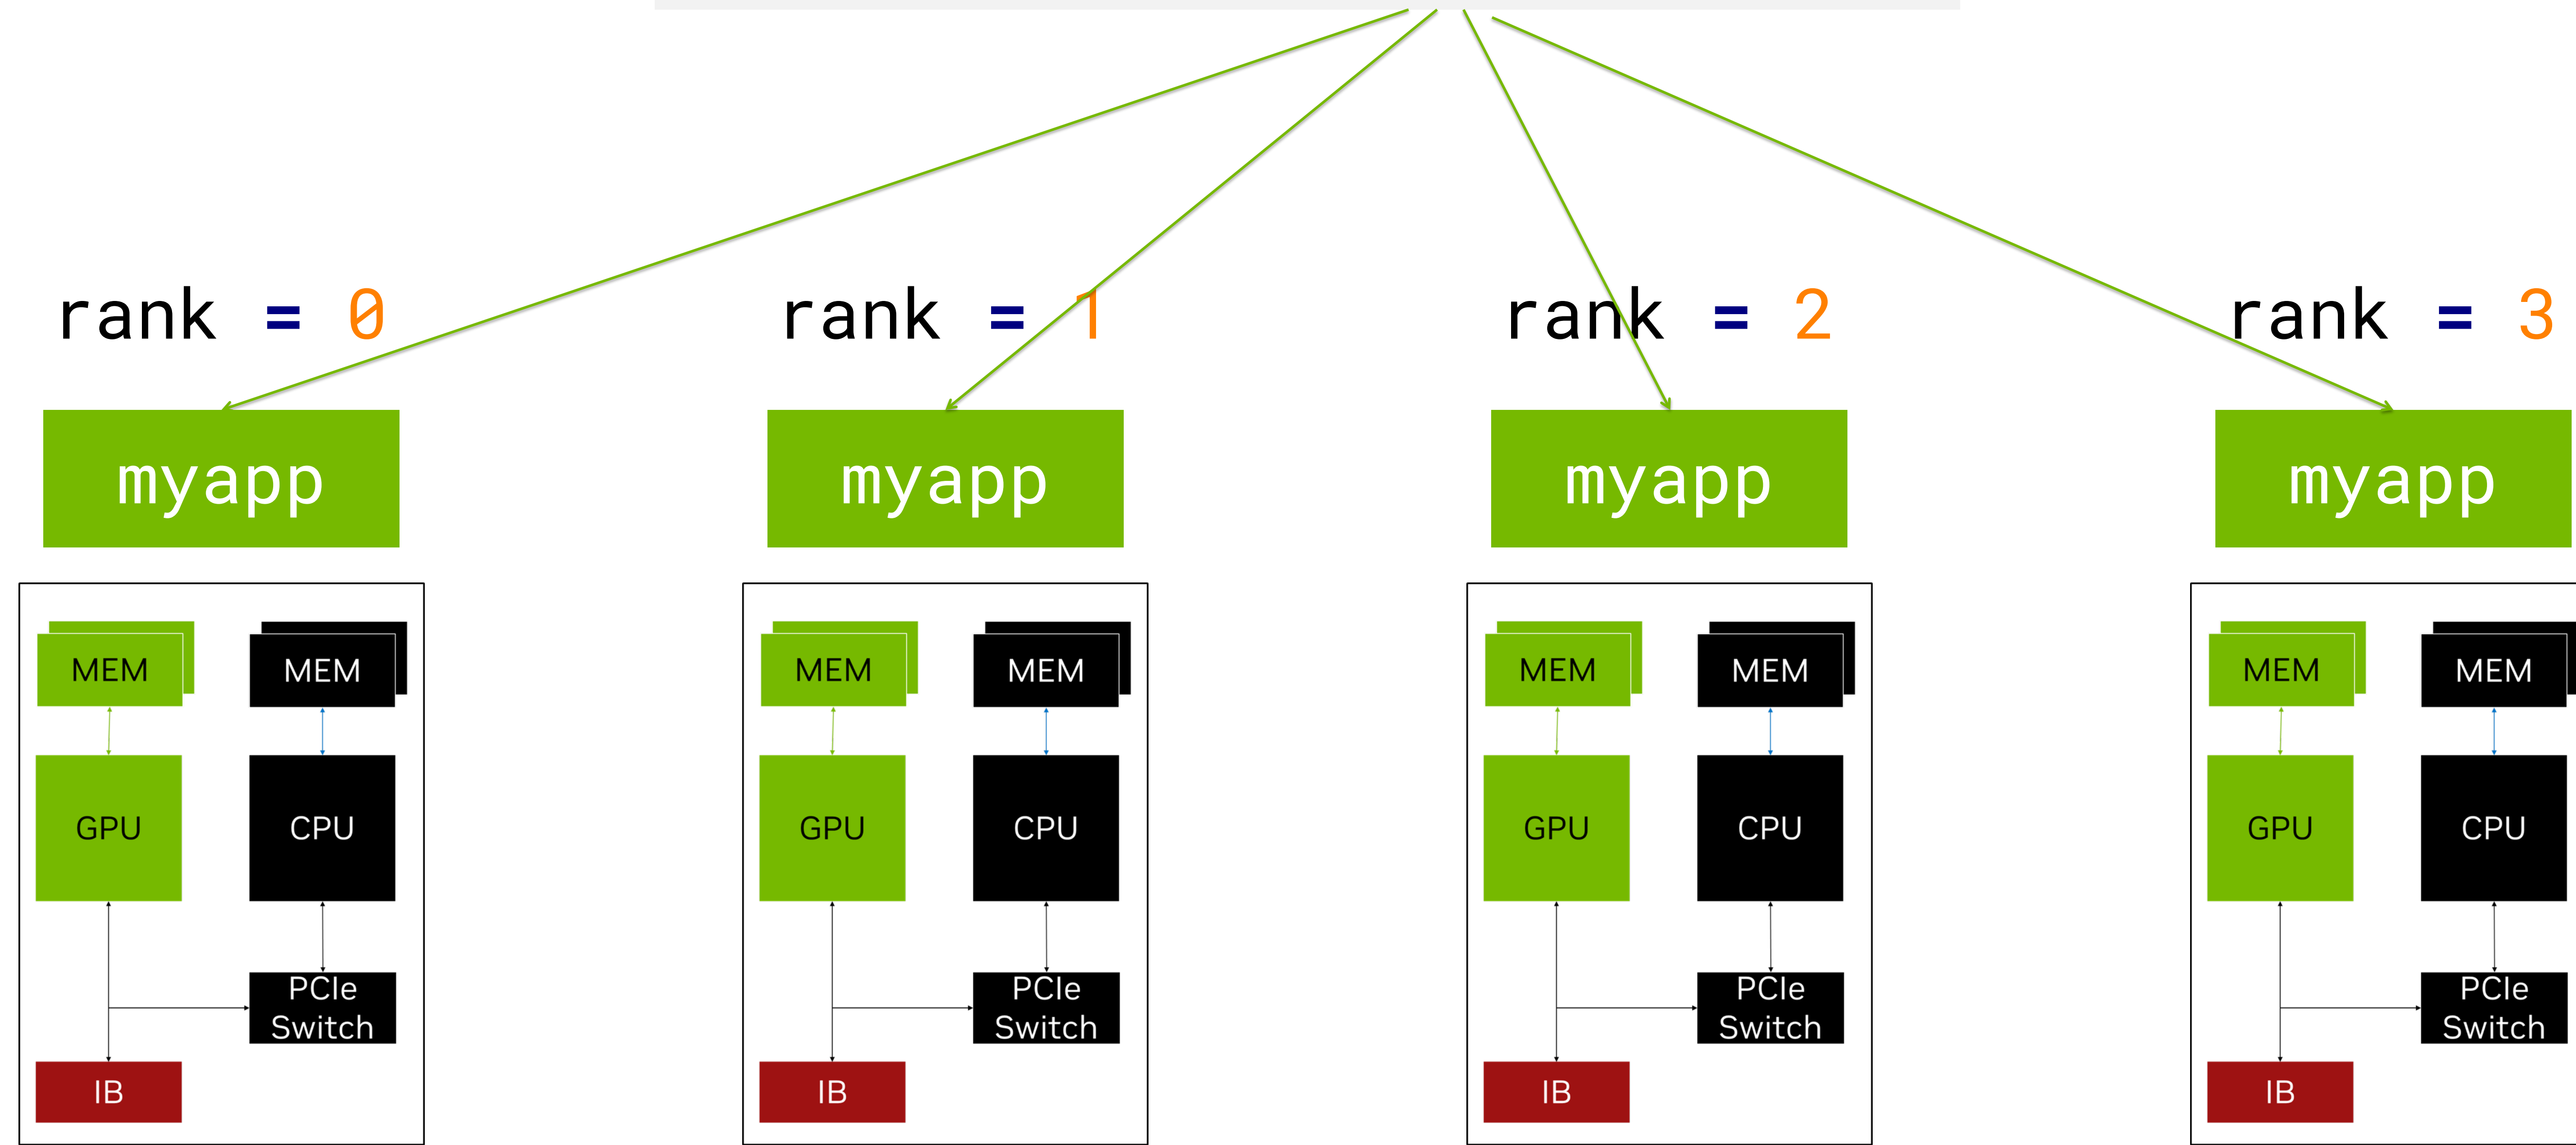 rank = 0 rank = 1 rank = 2 rank = 3
myapp myapp myapp myapp
MEM MEM MEM MEM MEM MEM MEM MEM
GPU CPU GPU CPU GPU CPU GPU CPU
PCIe PCIe PCIe PCIe
Switch Switch Switch Switch
IB IB IB IB